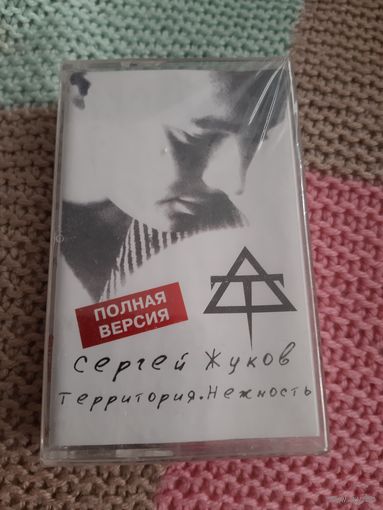 ПОЛНАЯ
ВЕРСИЯ
Сергей Жуков
Территория.Нежность